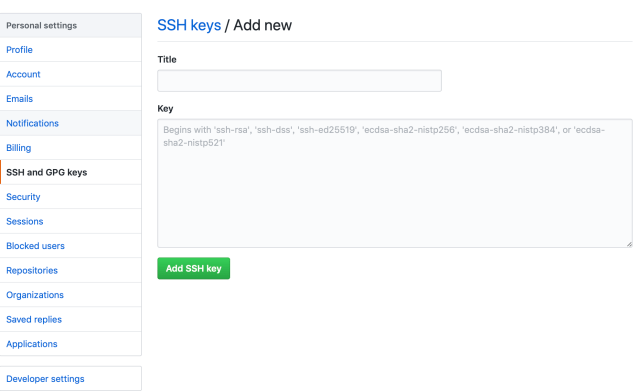 Personal settings
Profile
Account
Emails
Notifications
Billing
SSH and GPG keys
Security
Sessions
Blocked users
Repositories
Organizations
Saved replies
Applications
Developer settings
SSH keys / Add new
Title
Key
Begins with 'ssh-rsa', 'ssh-dss', 'ssh-ed25519', 'ecdsa-sha2-nistp256', 'ecdsa-sha2-nistp384', or 'ecdsa-
sha2-nistp521'
Add SSH key